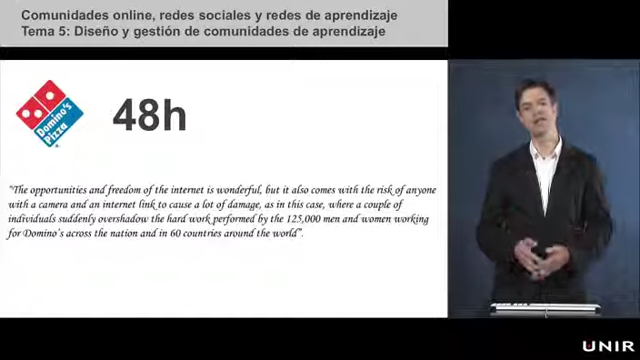 Comunidades online, redes sociales y redes de aprendizaje
Tema 5: Diseño y gestión de comunidades de aprendizaje
Domino's
Pizza
48h
"The opportunities and freedom of the internet is wonderful, but it also comes with the risk of anyone
with a camera and an internet link to cause a lot of damage, as in this case, where a couple of
individuals suddenly overshadow the hard work performed by the 125,000 men and women working
for Domino's across the nation and in 60 countries around the world".
UNIR